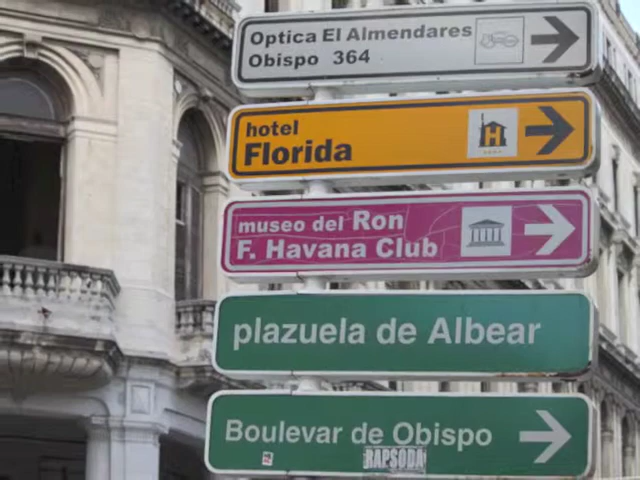 Optica El Almendares
Obispo 364
hotel
Florida
H
museo del Ron
F. Havana Club
plazuela de Albear
Boulevar de Obispo
RAPSODA